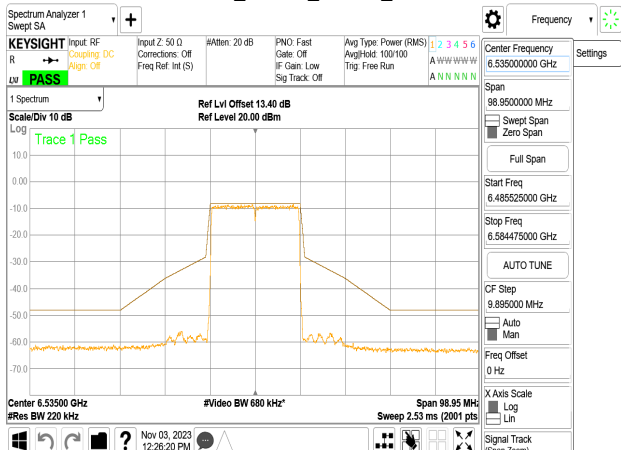 Spectrum Analyzer 1
Swept SA
Frequency
KEYSIGHT
R
LXI
PASS
Input: RF
Coupling: DC
Align: Off
Input Z: 50 Ω
Corrections: Off
Freq Ref: Int (S)
#Atten: 20 dB
PNO: Fast
Gate: Off
IF Gain: Low
Sig Track: Off
Avg Type: Power (RMS)
Avg|Hold: 100/100
Trig: Free Run
1 2 3 4 5 6
A W W W W W
A N N N N N
1 Spectrum
Scale/Div 10 dB
Log
Ref Lvl Offset 13.40 dB
Ref Level 20.00 dBm
Trace 1 Pass
10.0
0.00
-10.0
-20.0
-30.0
-40.0
-50.0
-60.0
-70.0
Center 6.53500 GHz
#Res BW 220 kHz
#Video BW 680 kHz*
Span 98.95 MHz
Sweep 2.53 ms (2001 pts
?
Nov 03, 2023
12:26:20 PM
Center Frequency
6.535000000 GHz
Settings
Span
98.9500000 MHz
Swept Span
Zero Span
Full Span
Start Freq
6.485525000 GHz
Stop Freq
6.584475000 GHz
AUTO TUNE
CF Step
9.895000 MHz
Auto
Man
Freq Offset
0 Hz
X Axis Scale
Log
Lin
Signal Track
(Span Zoom)